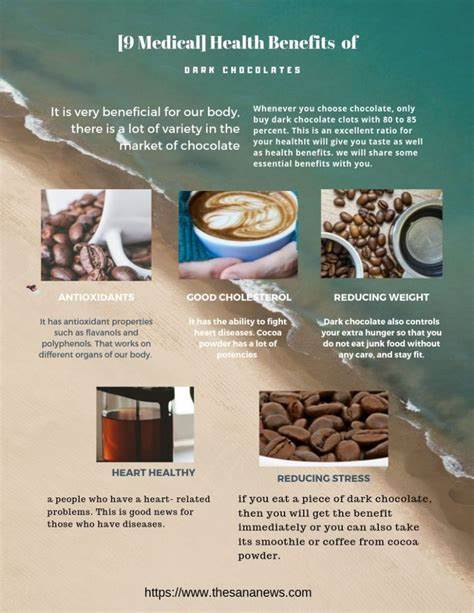 [9 Medical] Health Benefits of
DARK CHOCOLATES
It is very beneficial for our body,
there is a lot of variety in the
market of chocolate
Whenever you choose chocolate, only
buy dark chocolate clots with 80 to 85
percent. This is an excellent ratio for
your healthIt will give you taste as well
as health benefits. we will share some
essential benefits with you.
ANTIOXIDANTS
It has antioxidant properties
such as flavanols and
polyphenols. That works on
different organs of our body.
GOOD CHOLESTEROL
It has the ability to fight
heart diseases. Cocoa
powder has a lot of
potencies
REDUCING WEIGHT
Dark chocolate also controls
your extra hunger so that you
do not eat junk food without
any care, and stay fit.
HEART HEALTHY
a people who have a heart- related
problems. This is good news for
those who have diseases.
REDUCING STRESS
if you eat a piece of dark chocolate,
then you will get the benefit
immediately or you can also take
its smoothie or coffee from cocoa
powder.
https://www.thesananews.com